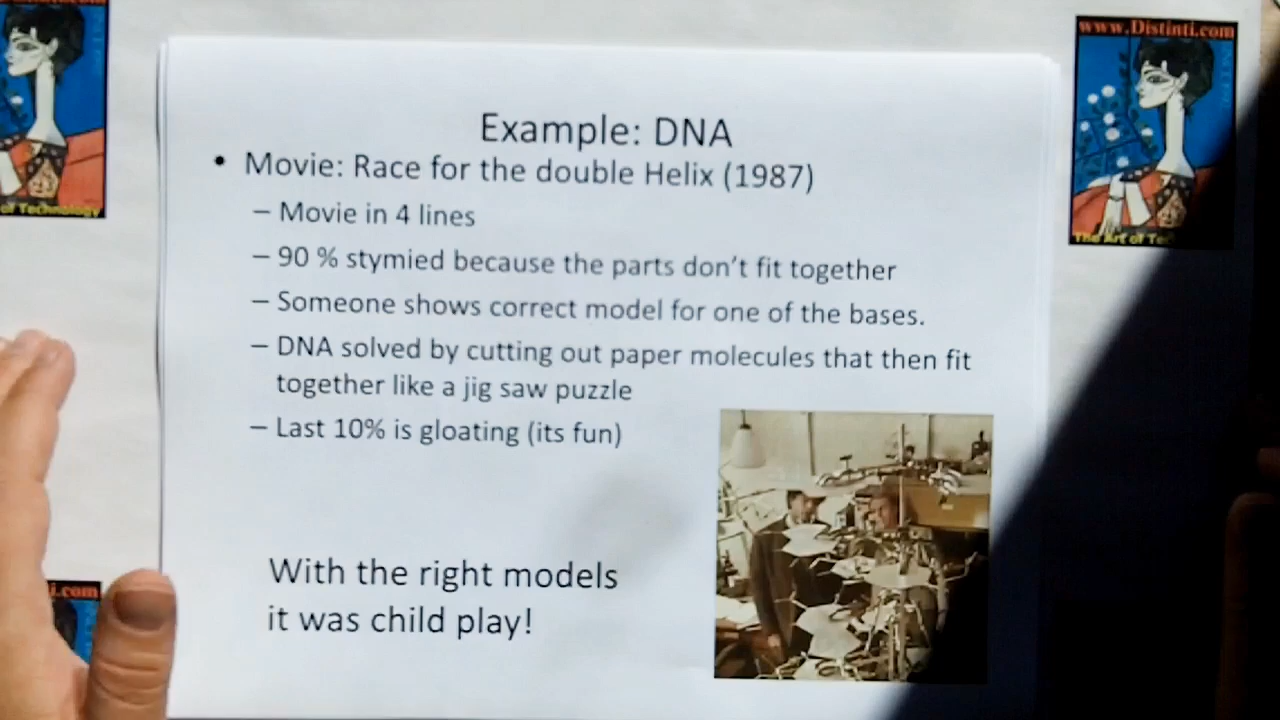 www.Distinti.com
Example: DNA
• Movie: Race for the double Helix (1987)
– Movie in 4 lines
– 90 % stymied because the parts don't fit together
– Someone shows correct model for one of the bases.
– DNA solved by cutting out paper molecules that then fit
together like a jig saw puzzle
– Last 10% is gloating (its fun)
With the right models
it was child play!
of Technology
The Art of
i.com